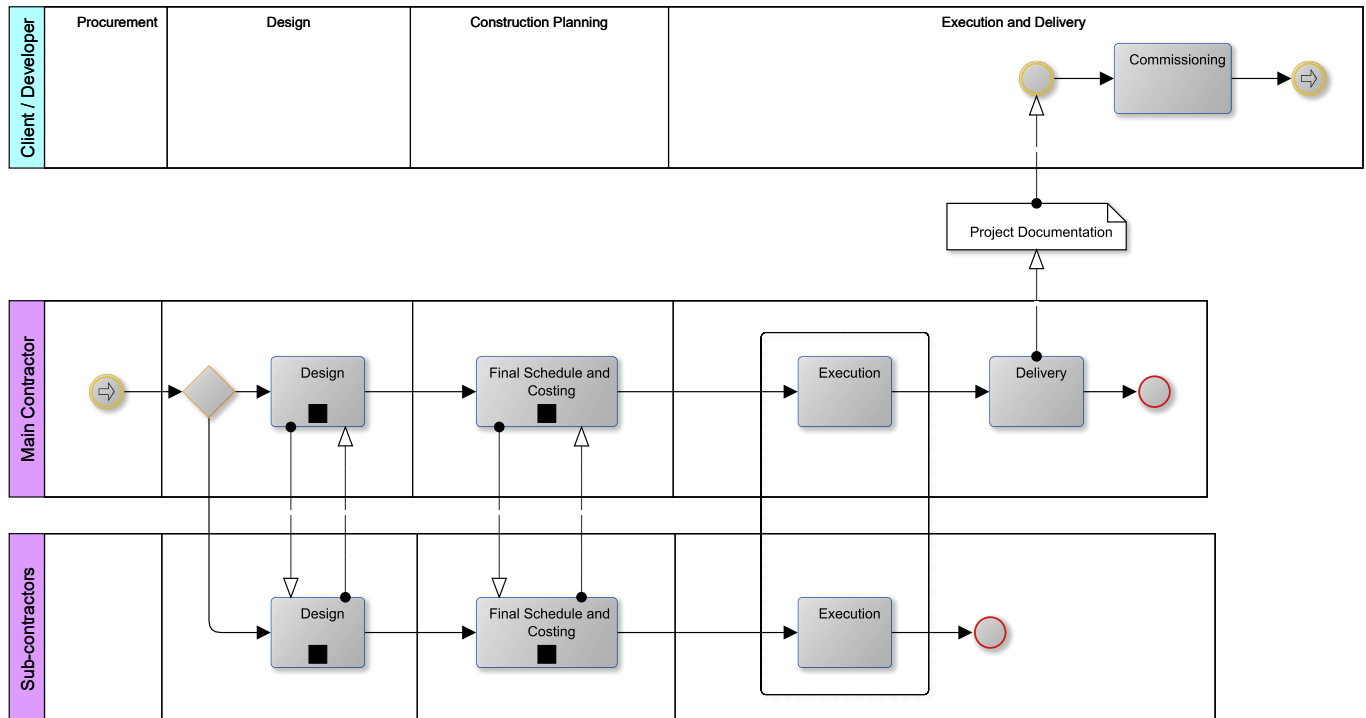 Procurement
Design
Construction Planning
Execution and Delivery
Client / Developer
Commissioning
Project Documentation
Main Contractor
Design
Final Schedule and
Costing
Execution
Delivery
Sub-contractors
Design
Final Schedule and
Costing
Execution